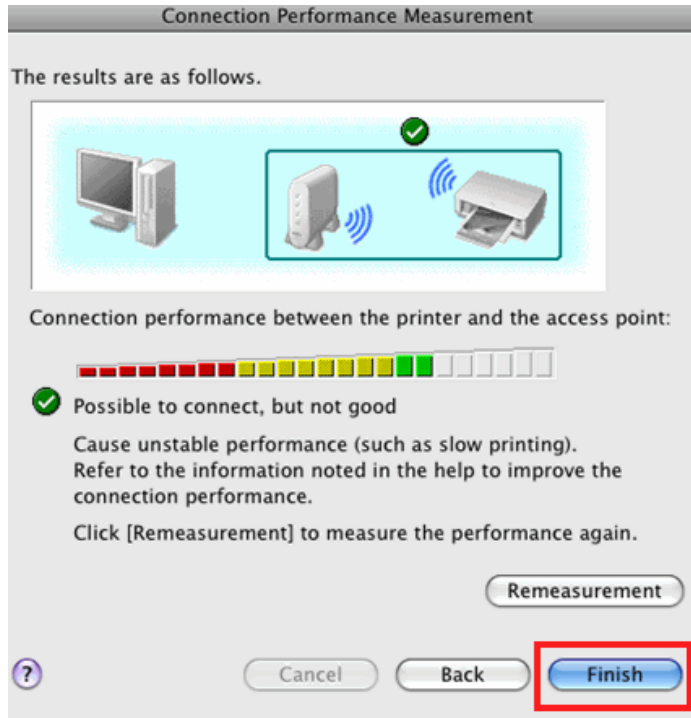 Connection Performance Measurement
The results are as follows.
Connection performance between the printer and the access point:
Possible to connect, but not good
Cause unstable performance (such as slow printing).
Refer to the information noted in the help to improve the
connection performance.
Click [Remeasurement] to measure the performance again.
Remeasurement
? Cancel Back Finish